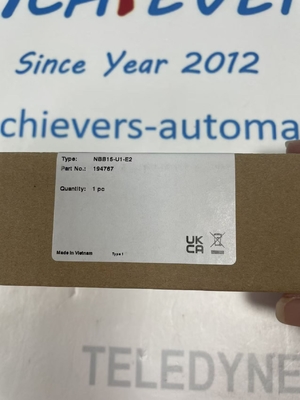 Since Year 2012
chievers-automa
Type: NBB15-U1-E2
Part No.: 194767
Quantity: 1 pc
UK
CA
Made in Vietnam
TELEDYNE